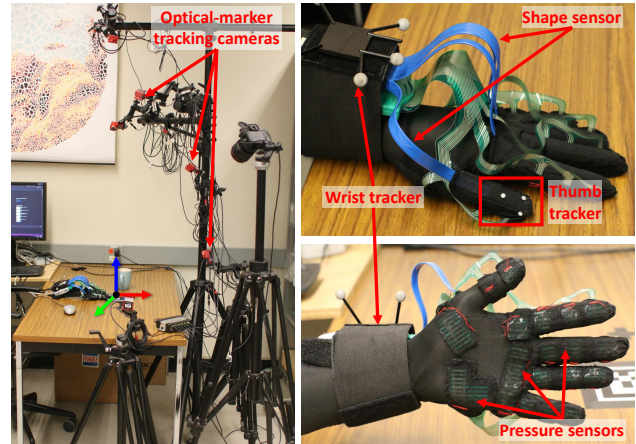 Optical-marker
tracking cameras
Shape sensor
Wrist tracker
Thumb
tracker
Pressure sensors